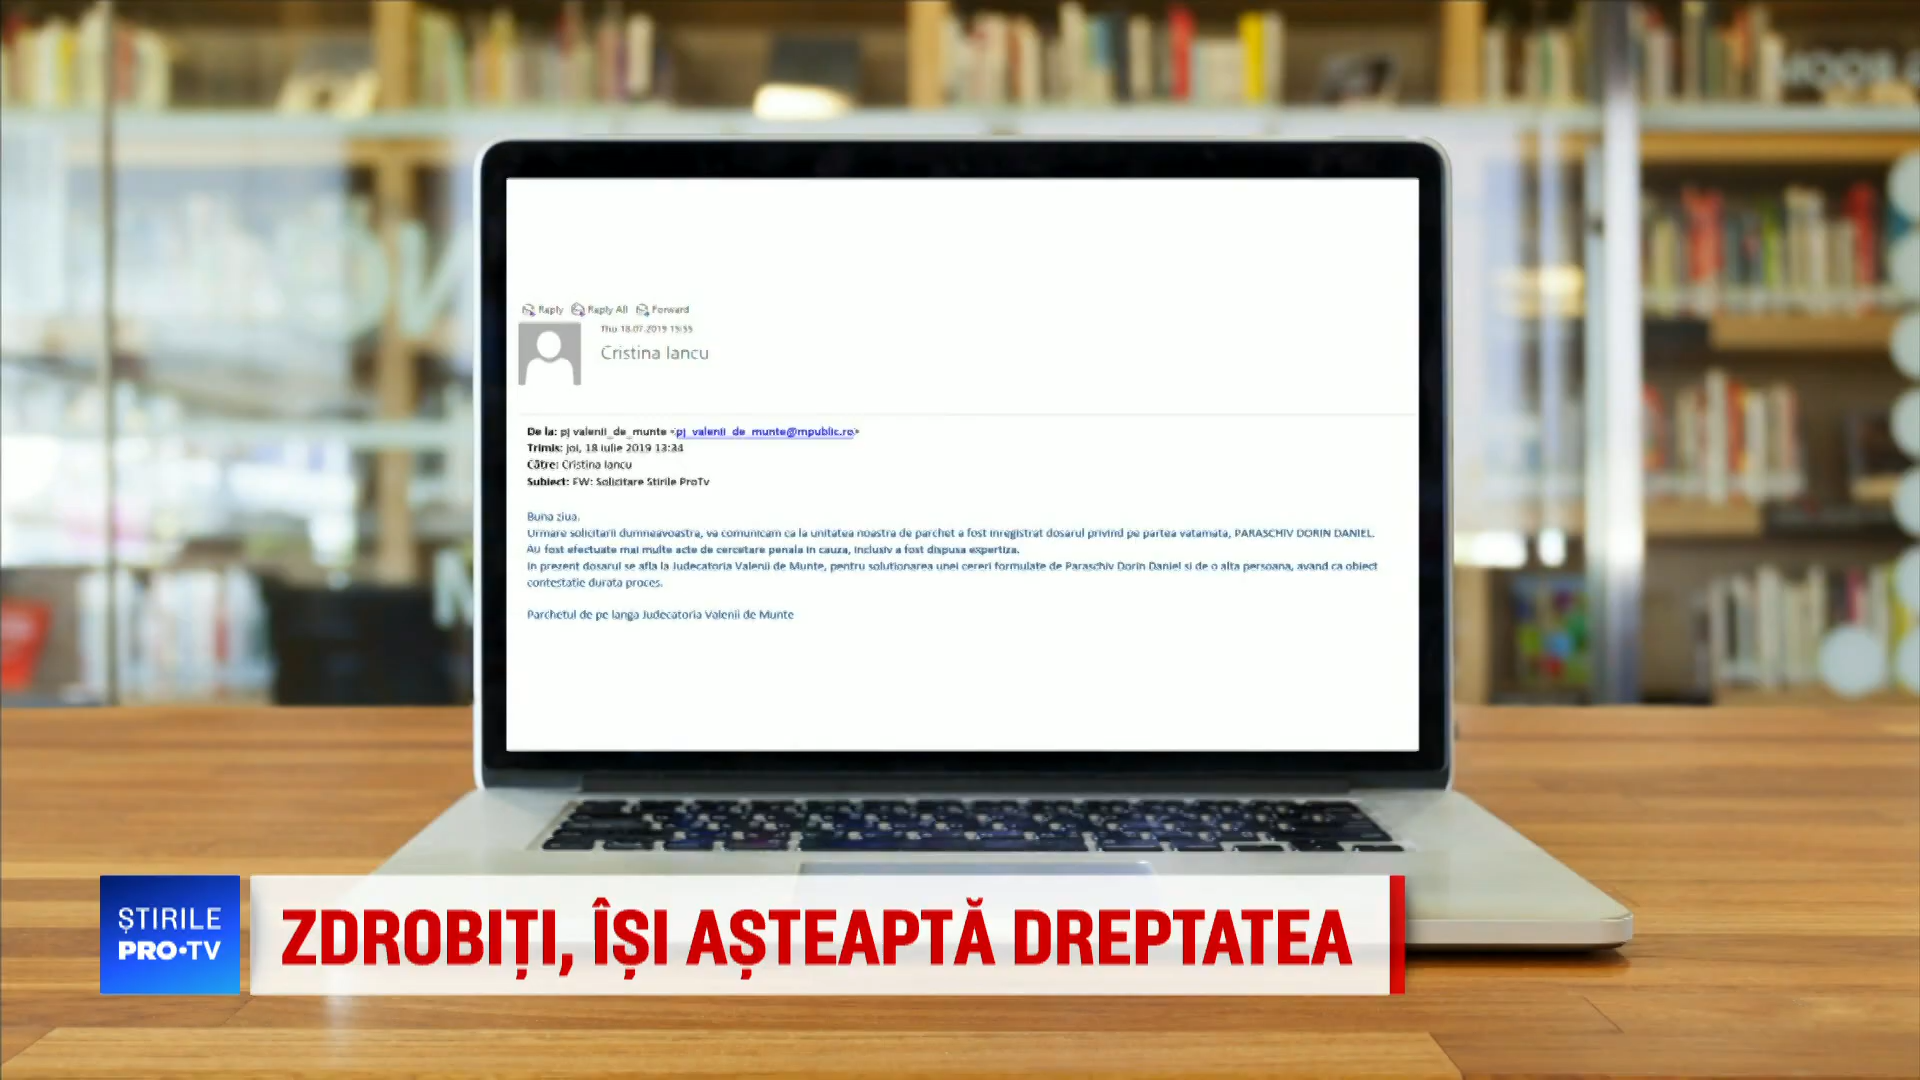 Reply Reply All Forward
Thu 18.07.2019 15:55
Cristina Iancu
De la: pj valenii_de_munte <pj_valenii_de_munte@mpublic.ro>
Trimis: joi, 18 iulie 2019 13:34
Către: Cristina Iancu
Subiect: FW: Solicitare Stirile ProTv
Buna ziua,
Urmare solicitarii dumneavoastra, va comunicam ca la unitatea noastra de parchet a fost inregistrat dosarul privind pe partea vatamata, PARASCHIV DORIN DANIEL.
Au fost efectuate mai multe acte de cercetare penala in cauza, inclusiv a fost dispusa expertiza.
In prezent dosarul se afla la Judecatoria Valenii de Munte, pentru solutionarea unei cereri formulate de Paraschiv Dorin Daniel si de o alta persoana, avand ca obiect
contestatie durata proces.
Parchetul de pe langa Judecatoria Valenii de Munte
ȘTIRILE
PRO•TV
ZDROBIȚI, ÎȘI AȘTEAPTĂ DREPTATEA